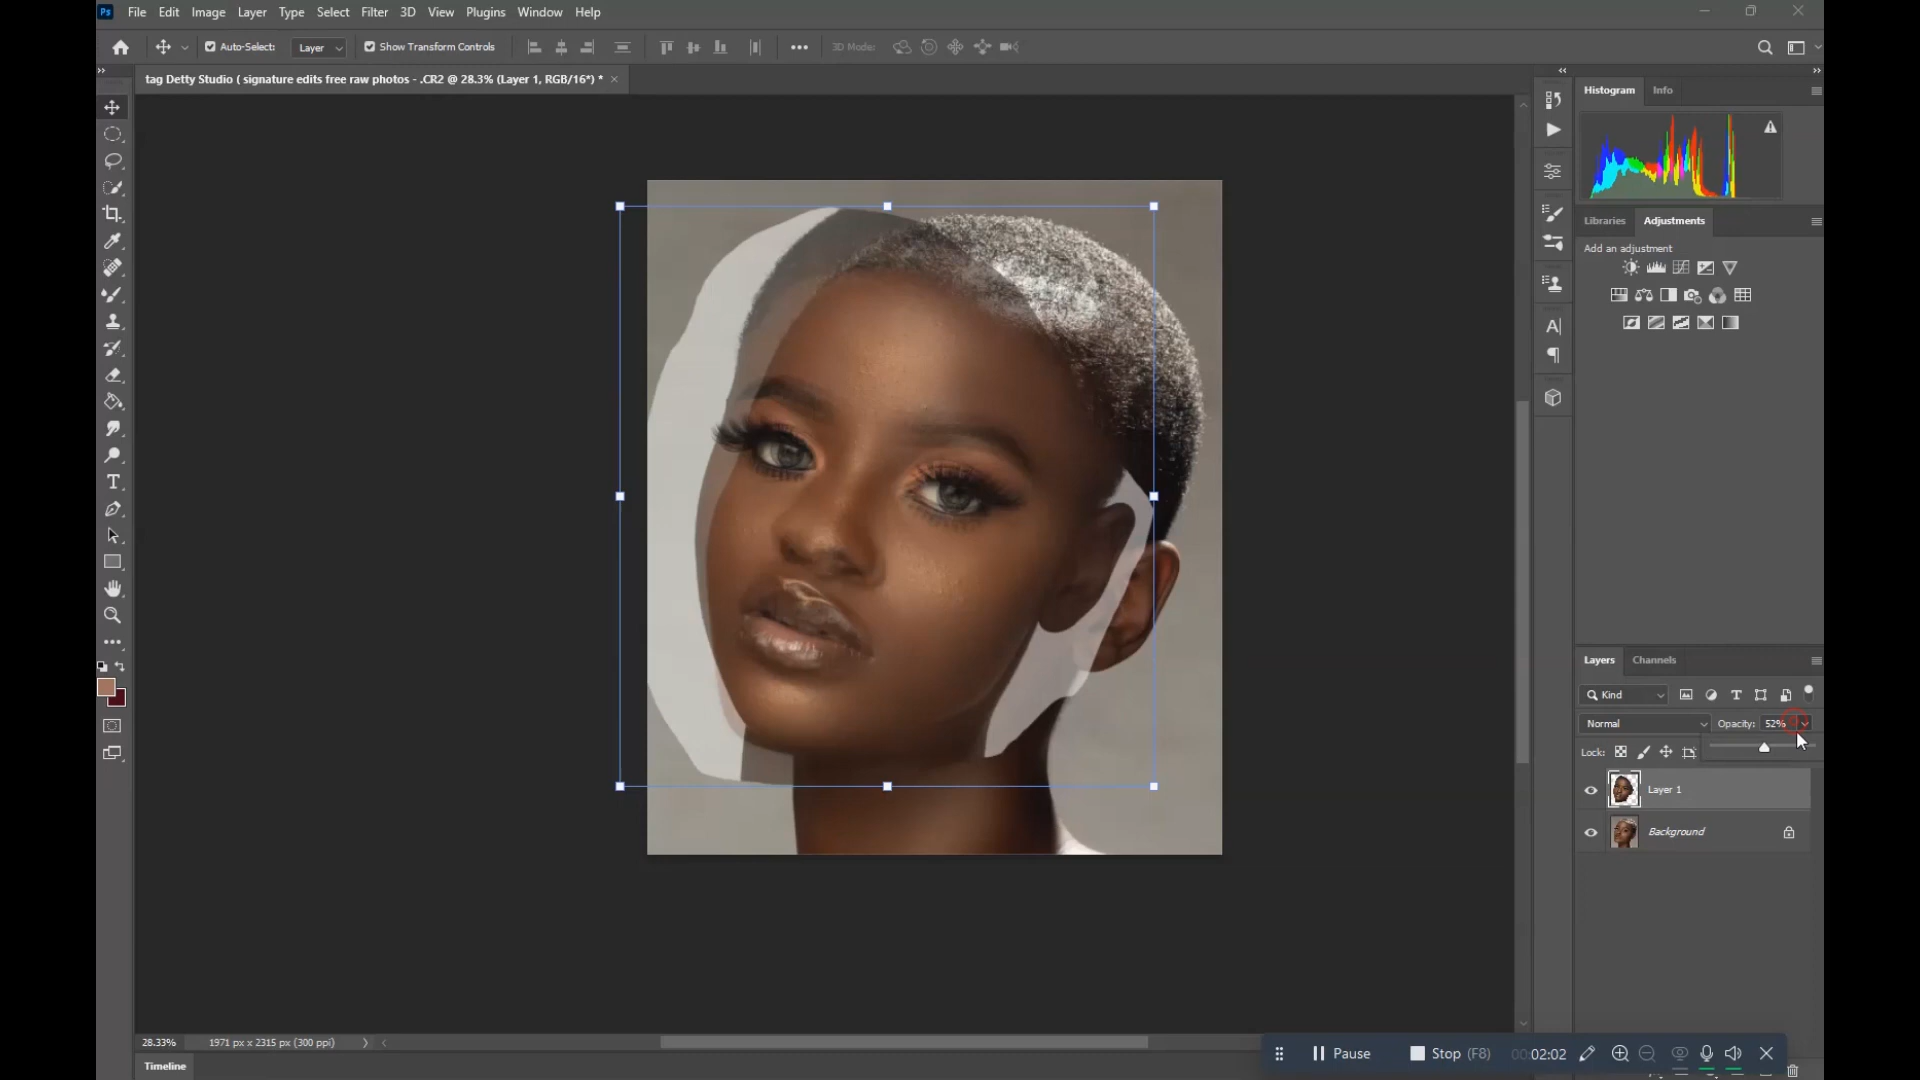 Ps File Edit Image Layer Type Select Filter 3D View Plugins Window Help
Auto-Select: Layer Show Transform Controls 3D Mode:
tag Detty Studio ( signature edits free raw photos - .CR2 @ 28.3% (Layer 1, RGB/16*) *
Histogram Info
Libraries Adjustments
Add an adjustment
Layers Channels
Kind
Normal Opacity: 52%
Lock:
Layer 1
Background
28.33% 1971 px x 2315 px (300 ppi)
Pause Stop (F8) 00:02:02
Timeline